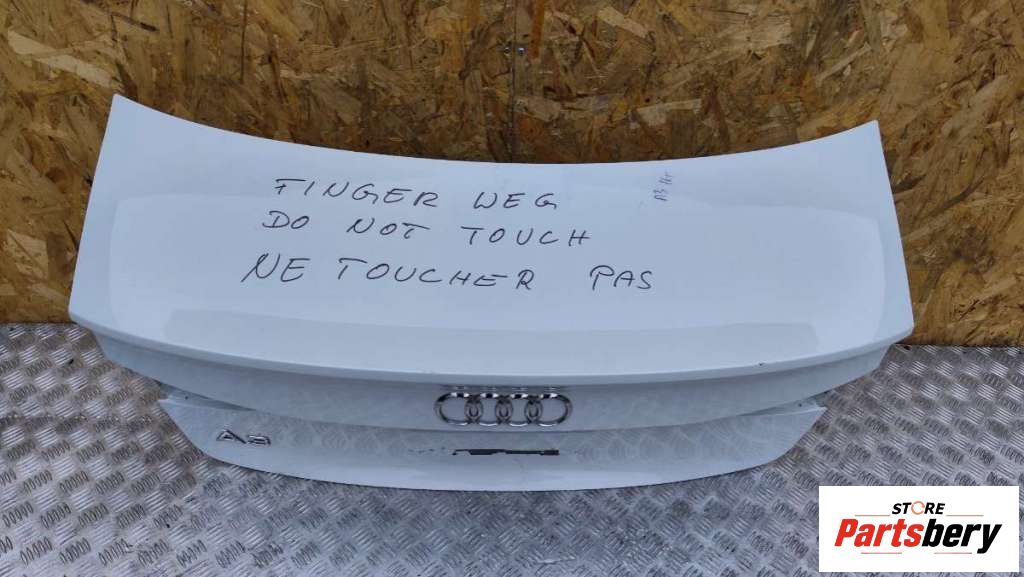 FINGER WEG
DO NOT TOUCH
NE TOUCHER PAS
A3
STORE
Partsbery